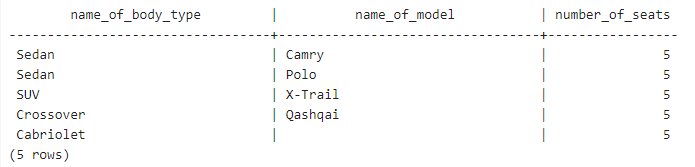 name_of_body_type | name_of_model | number_of_seats
--------------------------------+--------------------------------+-----------------
Sedan | Camry | 5
Sedan | Polo | 5
SUV | X-Trail | 5
Crossover | Qashqai | 5
Cabriolet | | 5
(5 rows)